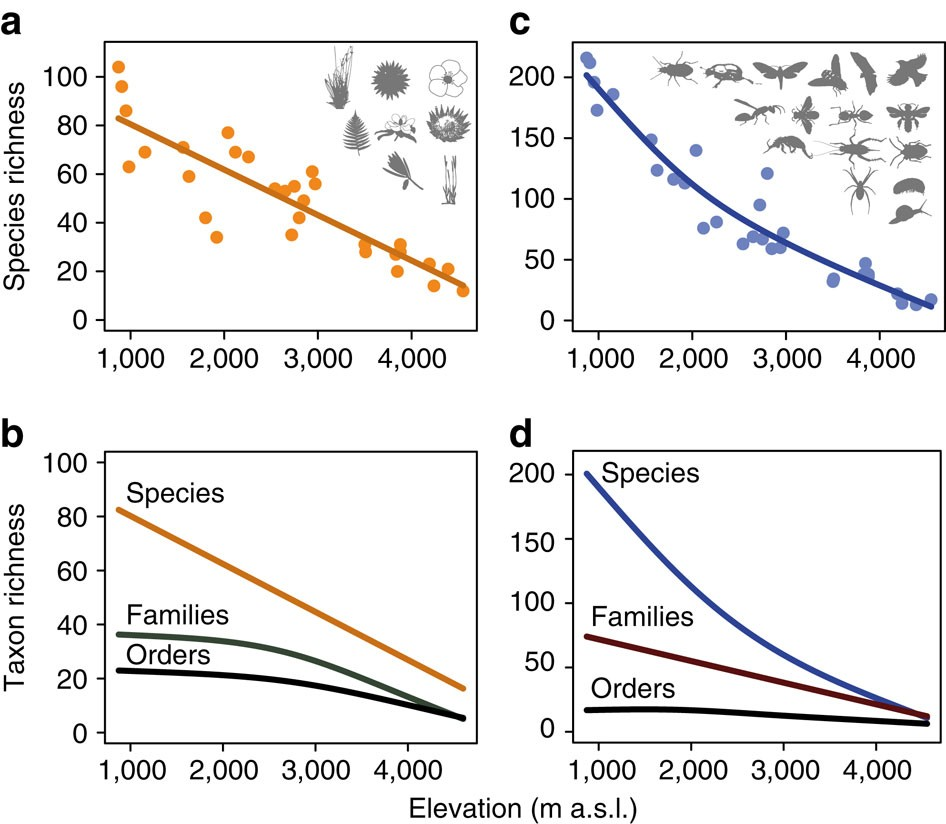 a
Species richness
100
80
60
40
20
0
1,000 2,000 3,000 4,000
c
200
150
100
50
0
1,000 2,000 3,000 4,000
b
Taxon richness
100
80
60
40
20
0
Species
Families
Orders
1,000 2,000 3,000 4,000
d
200
150
100
50
0
Species
Families
Orders
1,000 2,000 3,000 4,000
Elevation (m a.s.l.)